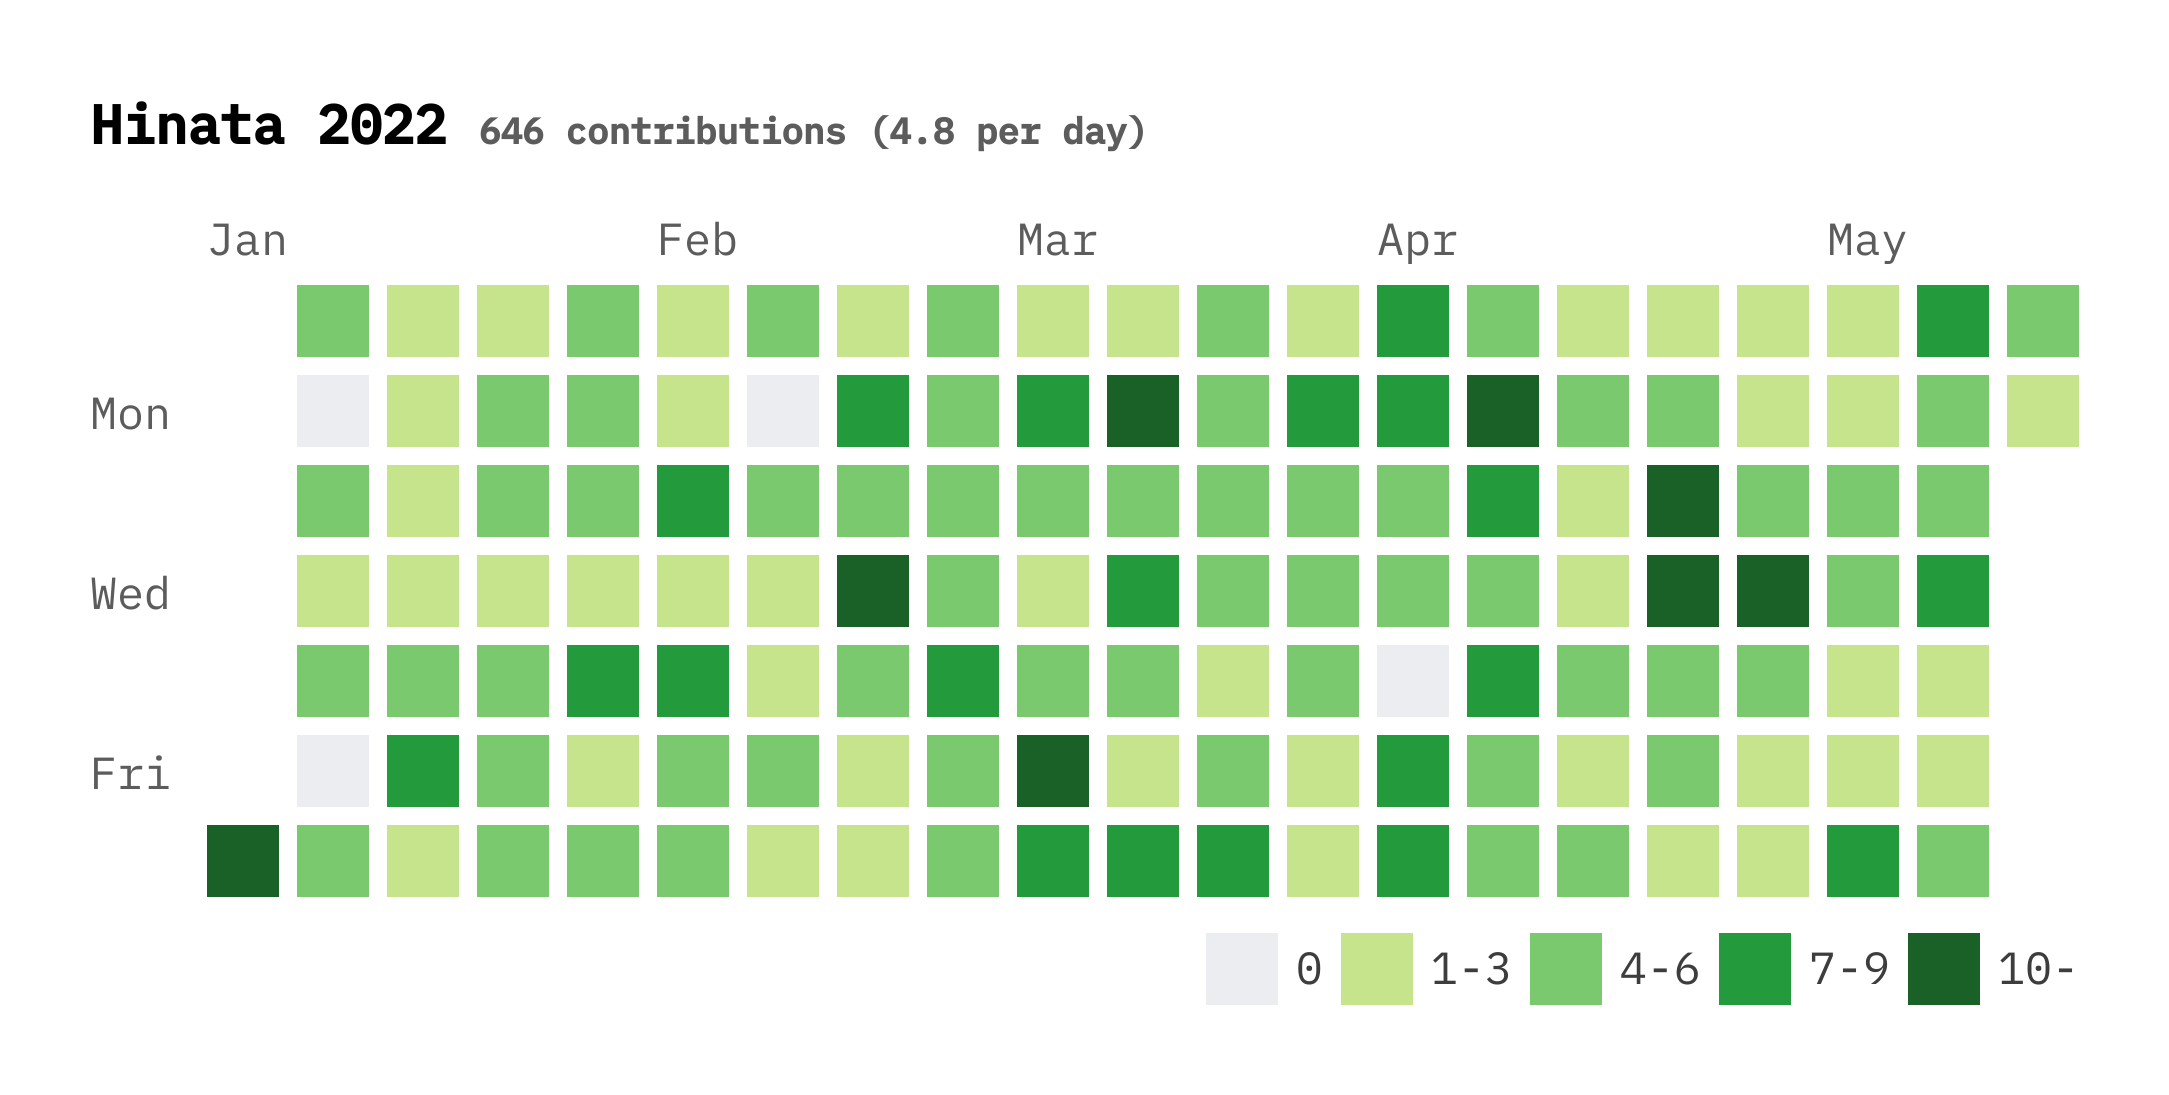 Hinata 2022 646 contributions (4.8 per day)
Jan Feb Mar Apr May
Mon
Wed
Fri
0 1-3 4-6 7-9 10-